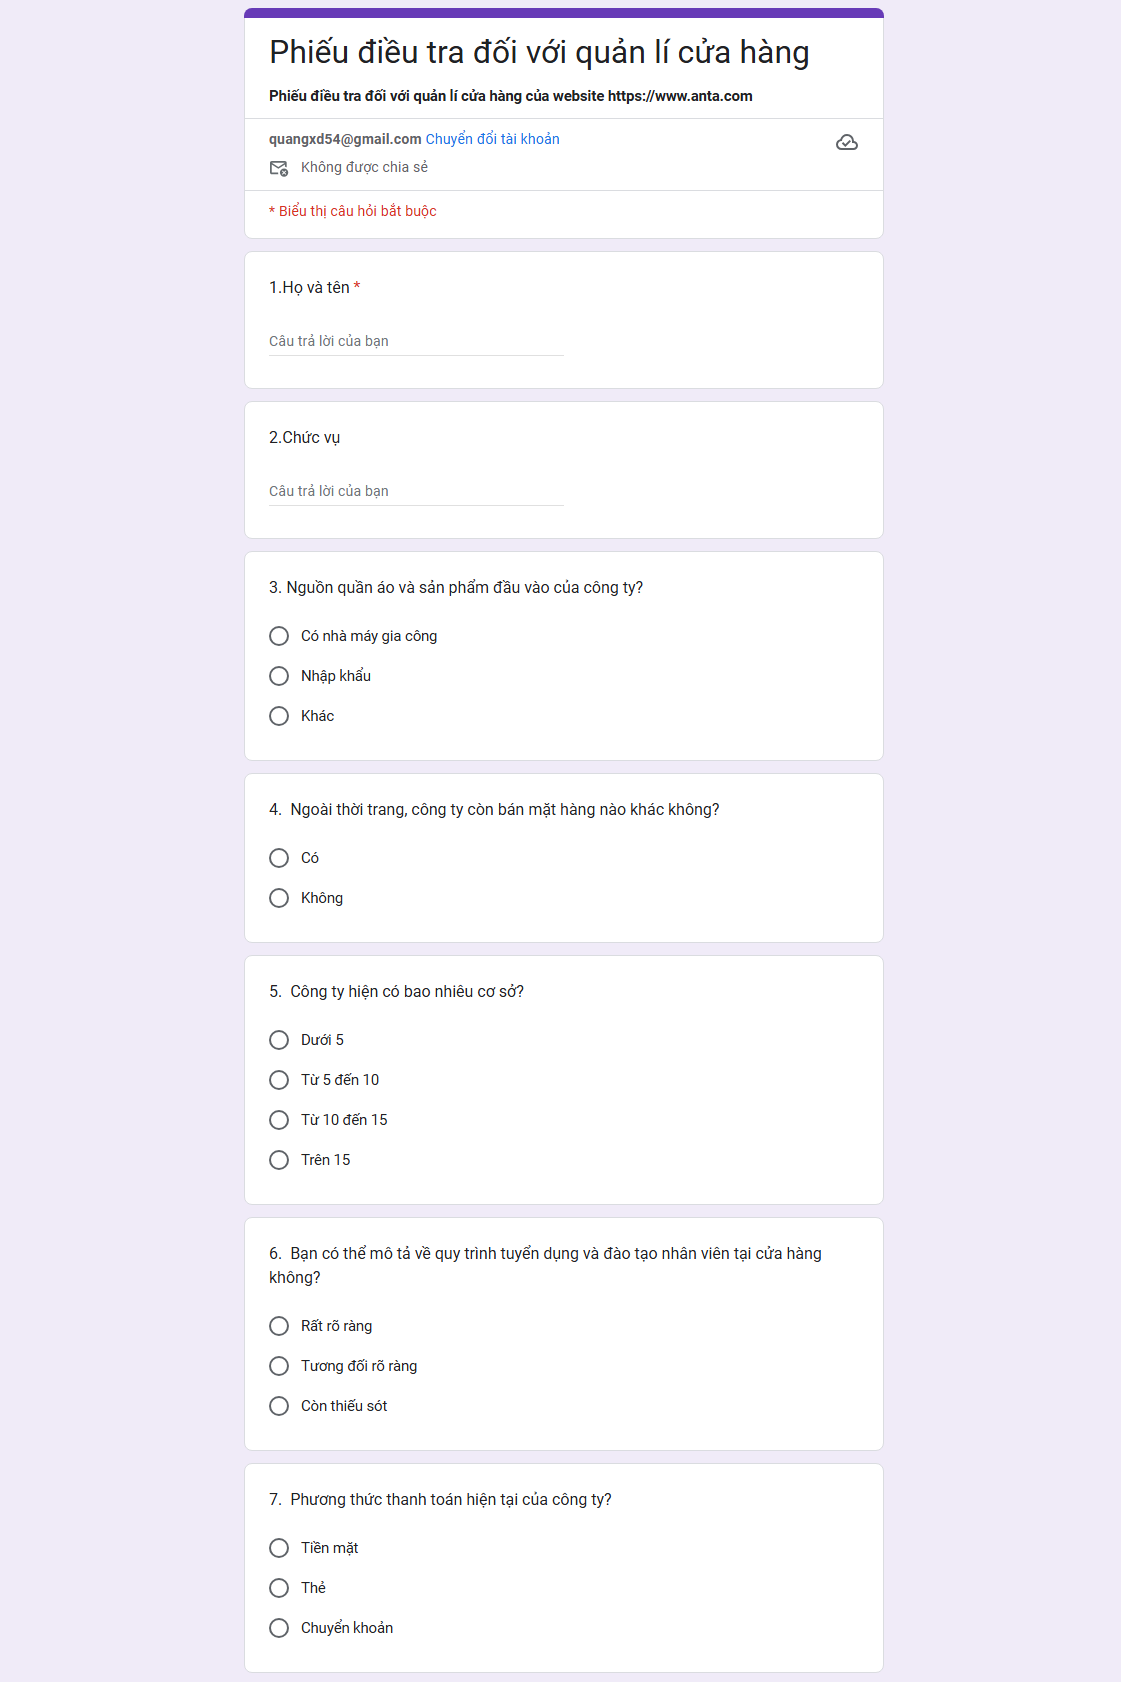 Phiếu điều tra đối với quản lí cửa hàng
Phiếu điều tra đối với quản lí cửa hàng của website https://www.anta.com
quangxd54@gmail.com Chuyển đổi tài khoản
Không được chia sẻ
* Biểu thị câu hỏi bắt buộc
1.Họ và tên *
Câu trả lời của bạn
2.Chức vụ
Câu trả lời của bạn
3. Nguồn quần áo và sản phẩm đầu vào của công ty?
Có nhà máy gia công
Nhập khẩu
Khác
4.  Ngoài thời trang, công ty còn bán mặt hàng nào khác không?
Có
Không
5.  Công ty hiện có bao nhiêu cơ sở?
Dưới 5
Từ 5 đến 10
Từ 10 đến 15
Trên 15
6.  Bạn có thể mô tả về quy trình tuyển dụng và đào tạo nhân viên tại cửa hàng
không?
Rất rõ ràng
Tương đối rõ ràng
Còn thiếu sót
7.  Phương thức thanh toán hiện tại của công ty?
Tiền mặt
Thẻ
Chuyển khoản